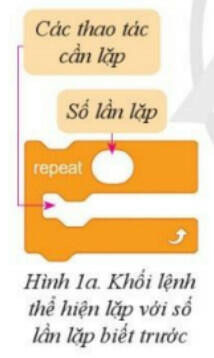 Các thao tác
cần lặp
Số lần lặp
repeat
Hình 1a. Khối lệnh
thể hiện lặp với số
lần lặp biết trước